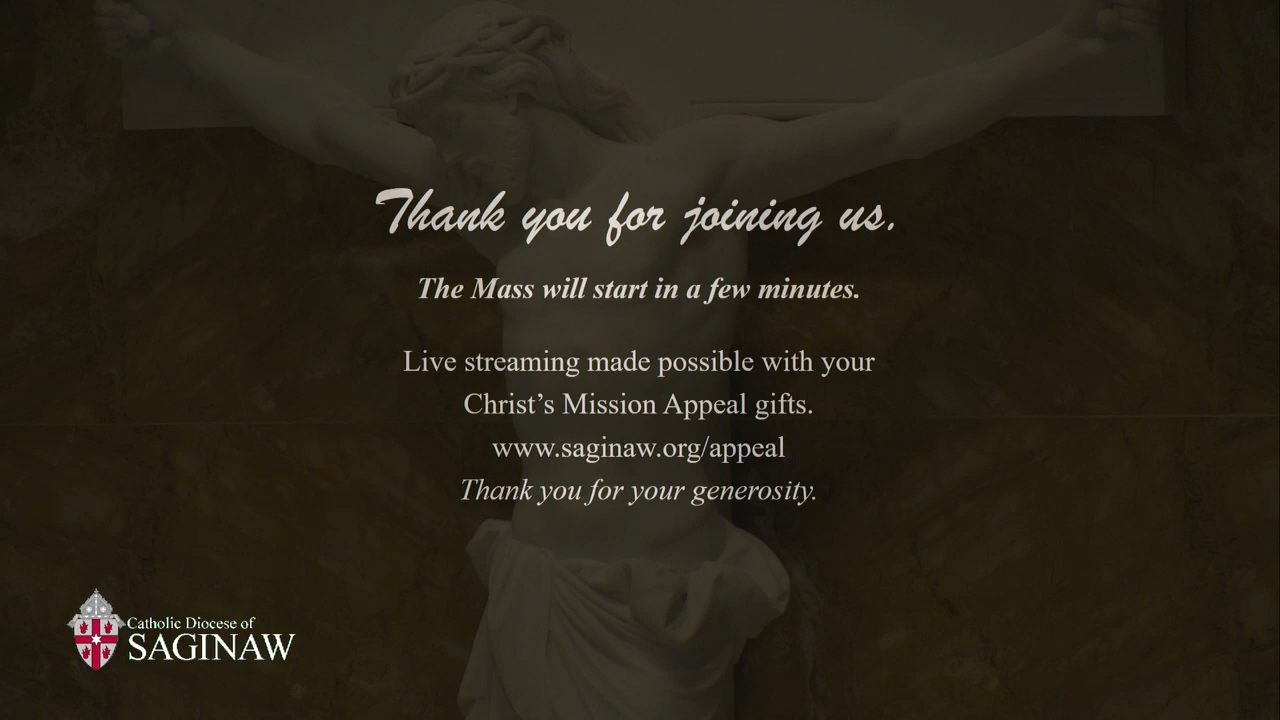 Thank you for joining us.
The Mass will start in a few minutes.
Live streaming made possible with your
Christ’s Mission Appeal gifts.
www.saginaw.org/appeal
Thank you for your generosity.
Catholic Diocese of
SAGINAW